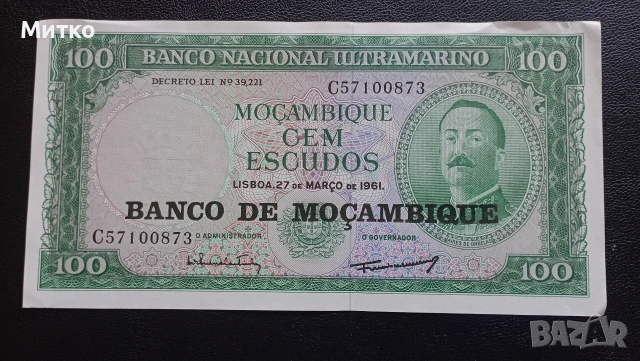 Митко
100 BANCO NACIONAL ULTRAMARINO 100
DECRETO LEI Nº 39,221 C57100873
MOÇAMBIQUE
CEM
ESCUDOS
LISBOA, 27 DE MARÇO DE 1961.
BANCO DE MOÇAMBIQUE
C57100873 O ADMINISTRADOR O GOVERNADOR
100 100
BAZAR